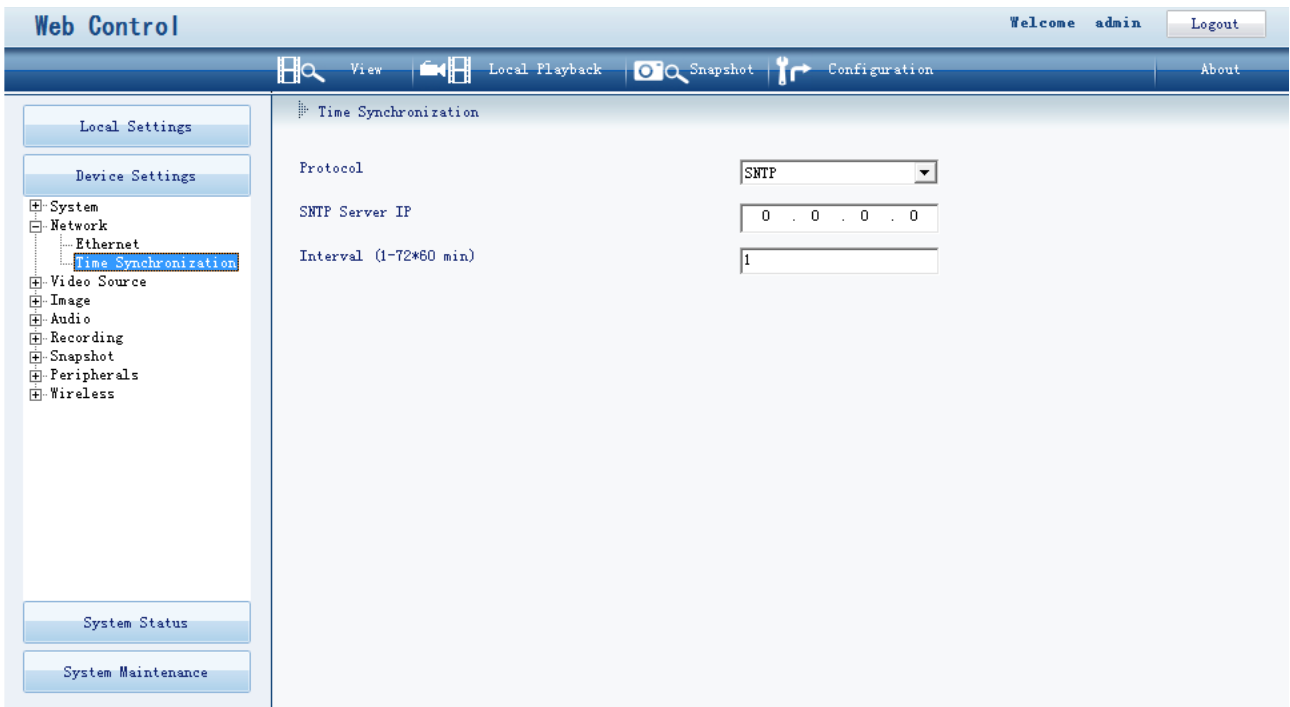 Web Control
Welcome admin Logout
View Local Playback Snapshot Configuration About
Local Settings
Device Settings
System
Network
Ethernet
Time Synchronization
Video Source
Image
Audio
Recording
Snapshot
Peripherals
Wireless
System Status
System Maintenance
Time Synchronization
Protocol SNTP
SNTP Server IP 0 . 0 . 0 . 0
Interval (1-72*60 min) 1